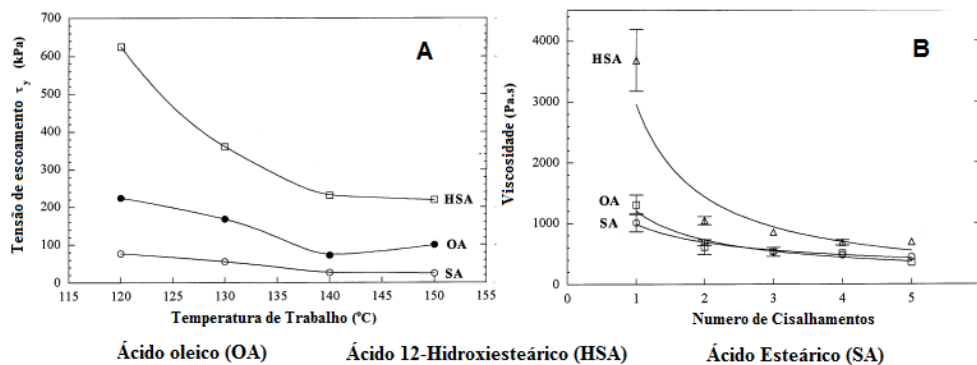 A
Tensão de escoamento τ y (kPa)
700
600
500
400
300
200
100
0
HSA
OA
SA
115 120 125 130 135 140 145 150 155
Temperatura de Trabalho (ºC)
B
Viscosidade (Pa.s)
4000
3000
2000
1000
0
HSA
OA
SA
0 1 2 3 4 5
Numero de Cisalhamentos
Ácido oleico (OA) Ácido 12-Hidroxiesteárico (HSA) Ácido Esteárico (SA)